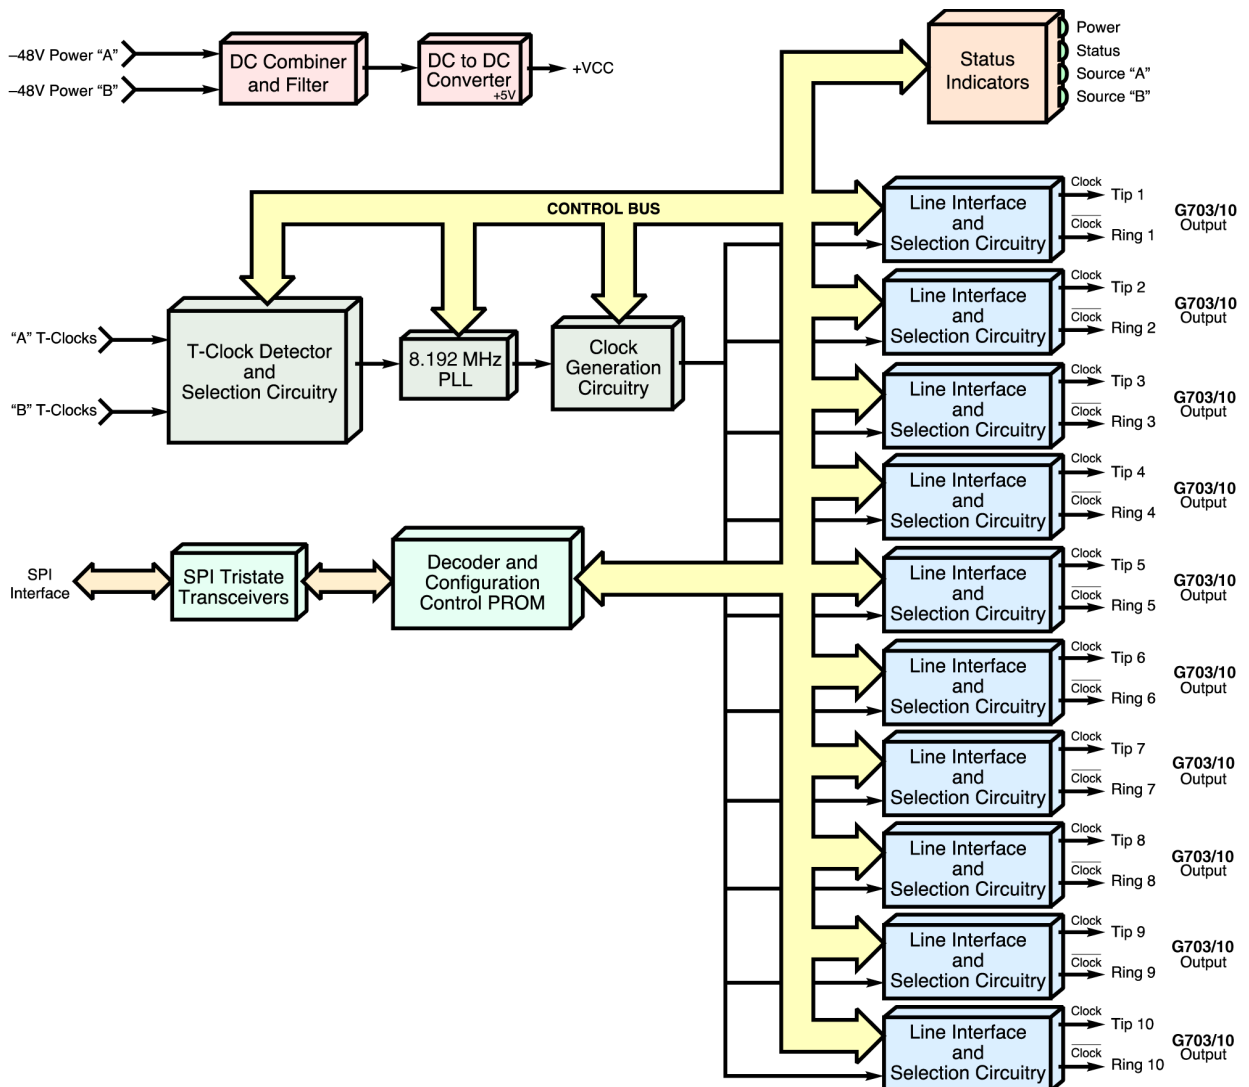 –48V Power “A”
–48V Power “B”
DC Combiner
and Filter
DC to DC
Converter
+5V
+VCC
Status
Indicators
Power
Status
Source “A”
Source “B”
CONTROL BUS
“A” T-Clocks
“B” T-Clocks
T-Clock Detector
and
Selection Circuitry
8.192 MHz
PLL
Clock
Generation
Circuitry
SPI
Interface
SPI Tristate
Transceivers
Decoder and
Configuration
Control PROM
Line Interface
and
Selection Circuitry
Clock
Tip 1
Clock
Ring 1
G703/10
Output
Line Interface
and
Selection Circuitry
Clock
Tip 2
Clock
Ring 2
G703/10
Output
Line Interface
and
Selection Circuitry
Clock
Tip 3
Clock
Ring 3
G703/10
Output
Line Interface
and
Selection Circuitry
Clock
Tip 4
Clock
Ring 4
G703/10
Output
Line Interface
and
Selection Circuitry
Clock
Tip 5
Clock
Ring 5
G703/10
Output
Line Interface
and
Selection Circuitry
Clock
Tip 6
Clock
Ring 6
G703/10
Output
Line Interface
and
Selection Circuitry
Clock
Tip 7
Clock
Ring 7
G703/10
Output
Line Interface
and
Selection Circuitry
Clock
Tip 8
Clock
Ring 8
G703/10
Output
Line Interface
and
Selection Circuitry
Clock
Tip 9
Clock
Ring 9
G703/10
Output
Line Interface
and
Selection Circuitry
Clock
Tip 10
Clock
Ring 10
G703/10
Output